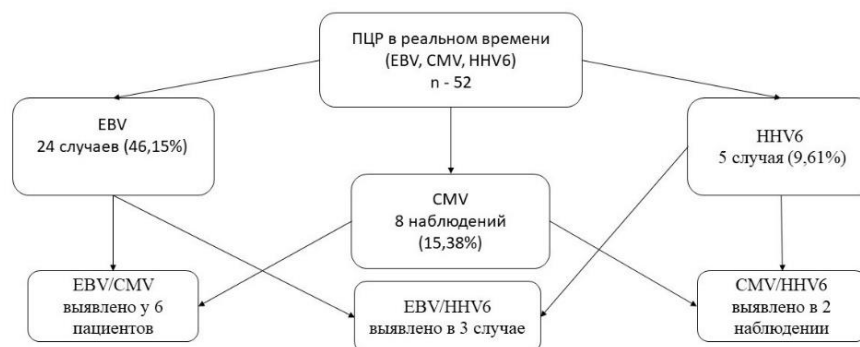 ПЦР в реальном времени
(EBV, CMV, HHV6)
n - 52
EBV
24 случаев (46,15%)
HHV6
5 случая (9,61%)
CMV
8 наблюдений
(15,38%)
EBV/CMV
выявлено у 6
пациентов
EBV/HHV6
выявлено в 3 случае
CMV/HHV6
выявлено в 2
наблюдении